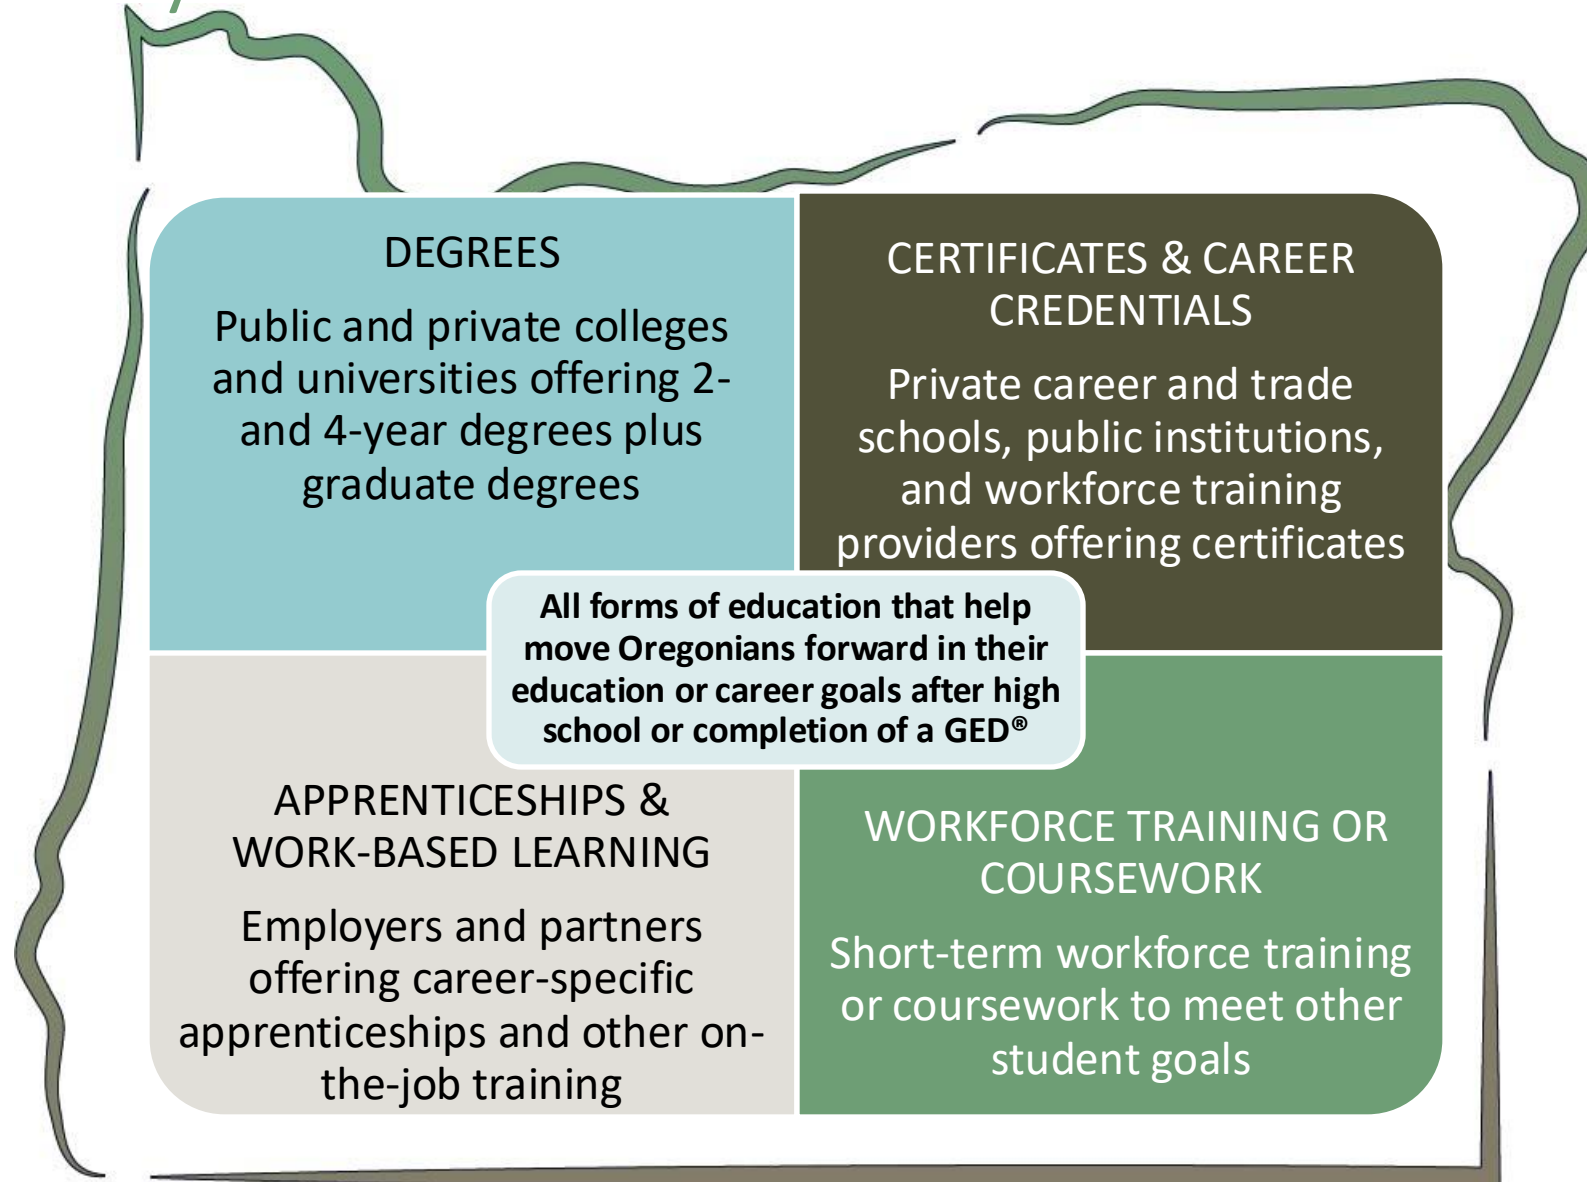 DEGREES
Public and private colleges
and universities offering 2-
and 4-year degrees plus
graduate degrees
CERTIFICATES & CAREER
CREDENTIALS
Private career and trade
schools, public institutions,
and workforce training
providers offering certificates
All forms of education that help
move Oregonians forward in their
education or career goals after high
school or completion of a GED®
APPRENTICESHIPS &
WORK-BASED LEARNING
Employers and partners
offering career-specific
apprenticeships and other on-
the-job training
WORKFORCE TRAINING OR
COURSEWORK
Short-term workforce training
or coursework to meet other
student goals